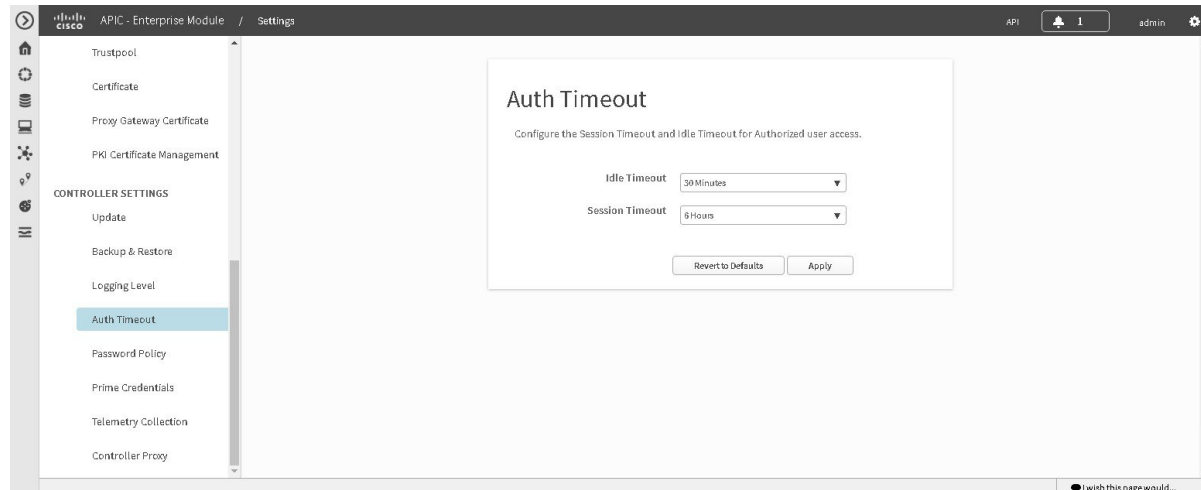 cisco APIC - Enterprise Module / Settings API 1 admin
Trustpool
Certificate
Proxy Gateway Certificate
PKI Certificate Management
CONTROLLER SETTINGS
Update
Backup & Restore
Logging Level
Auth Timeout
Password Policy
Prime Credentials
Telemetry Collection
Controller Proxy
Auth Timeout
Configure the Session Timeout and Idle Timeout for Authorized user access.
Idle Timeout 30 Minutes
Session Timeout 6 Hours
Revert to Defaults Apply
I wish this page would...